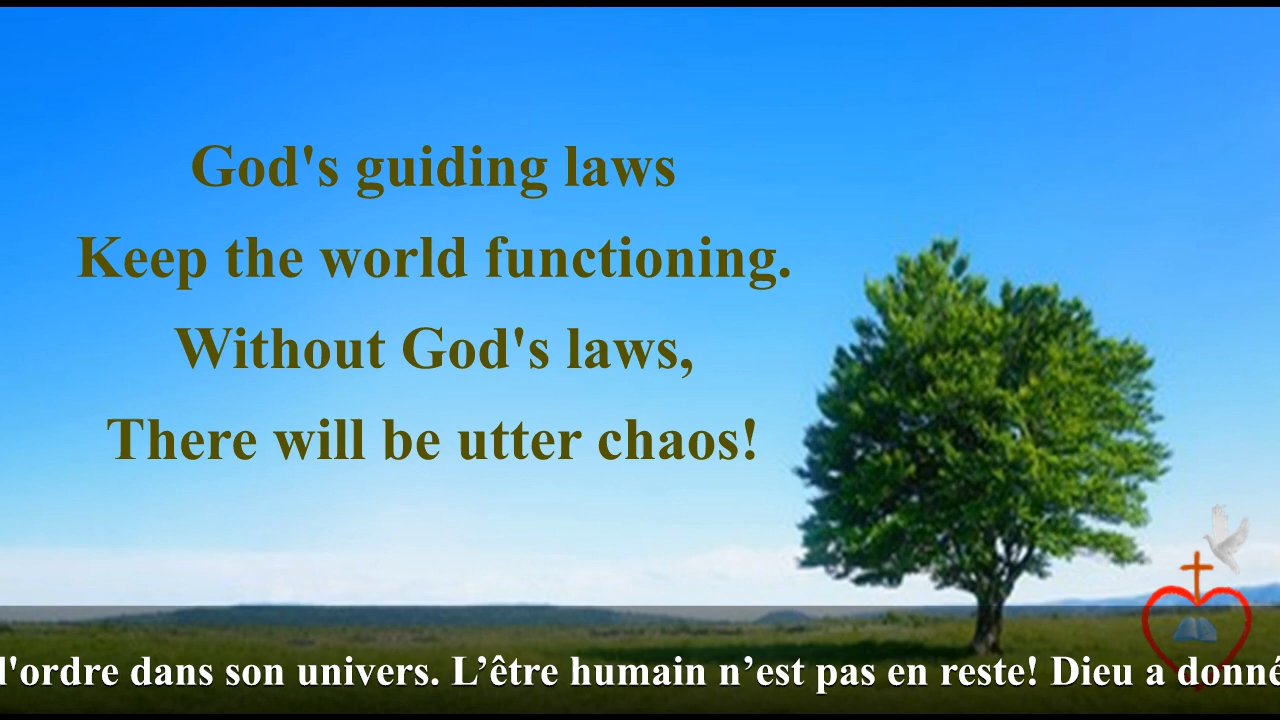 God's guiding laws
Keep the world functioning.
Without God's laws,
There will be utter chaos!
d'ordre dans son univers. L’être humain n’est pas en reste! Dieu a donné